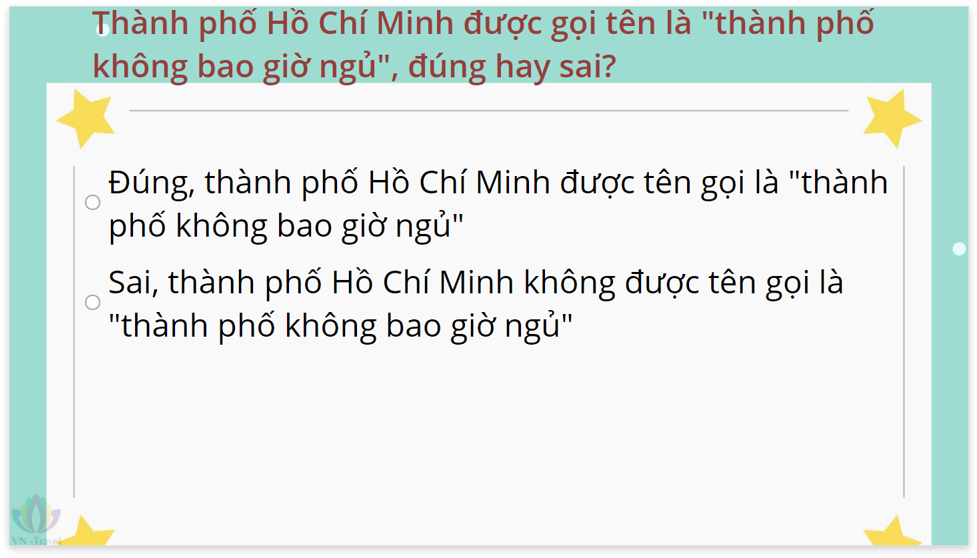 Thành phố Hồ Chí Minh được gọi tên là "thành phố
không bao giờ ngủ", đúng hay sai?
Đúng, thành phố Hồ Chí Minh được tên gọi là "thành
phố không bao giờ ngủ"
Sai, thành phố Hồ Chí Minh không được tên gọi là
"thành phố không bao giờ ngủ"
VN-Travel